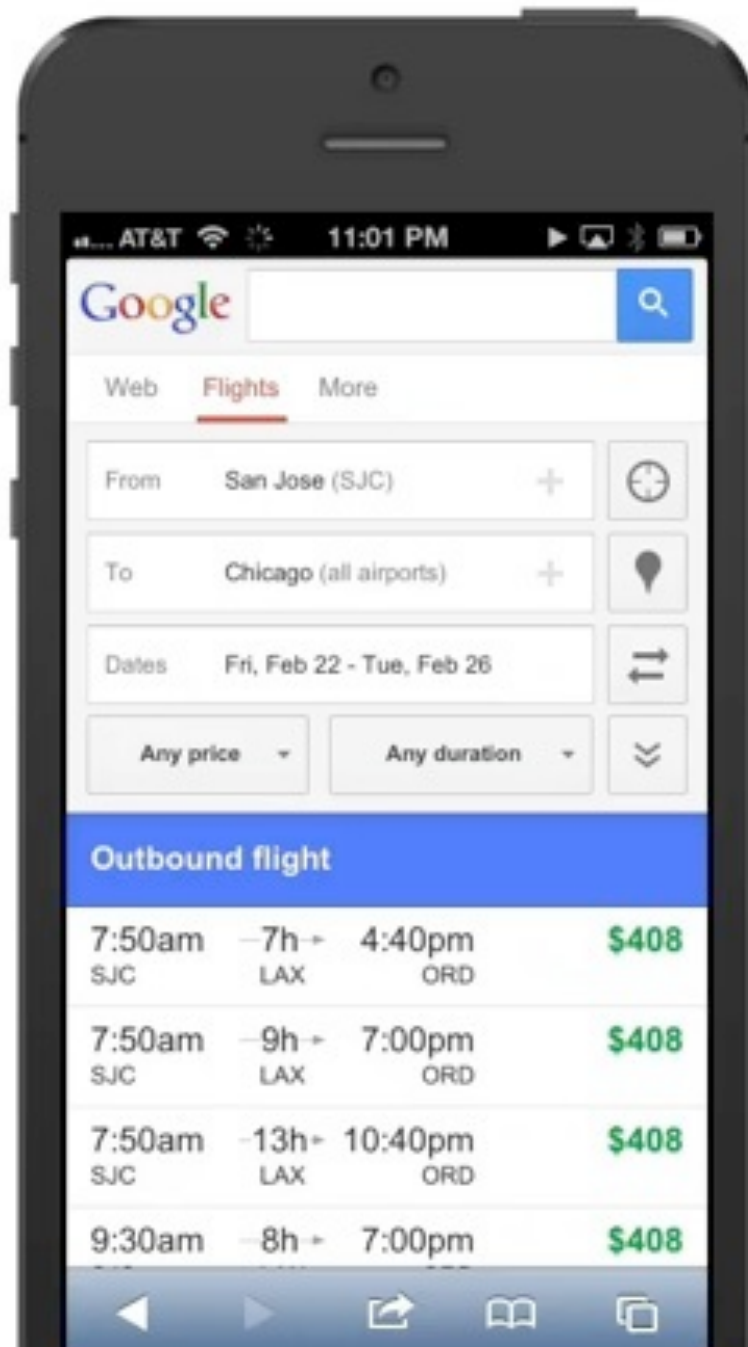 AT&T 11:01 PM
Google
Web Flights More
From San Jose (SJC)
To Chicago (all airports)
Dates Fri, Feb 22 - Tue, Feb 26
Any price Any duration
Outbound flight
7:50am 7h 4:40pm $408
SJC LAX ORD
7:50am 9h 7:00pm $408
SJC LAX ORD
7:50am 13h 10:40pm $408
SJC LAX ORD
9:30am 8h 7:00pm $408